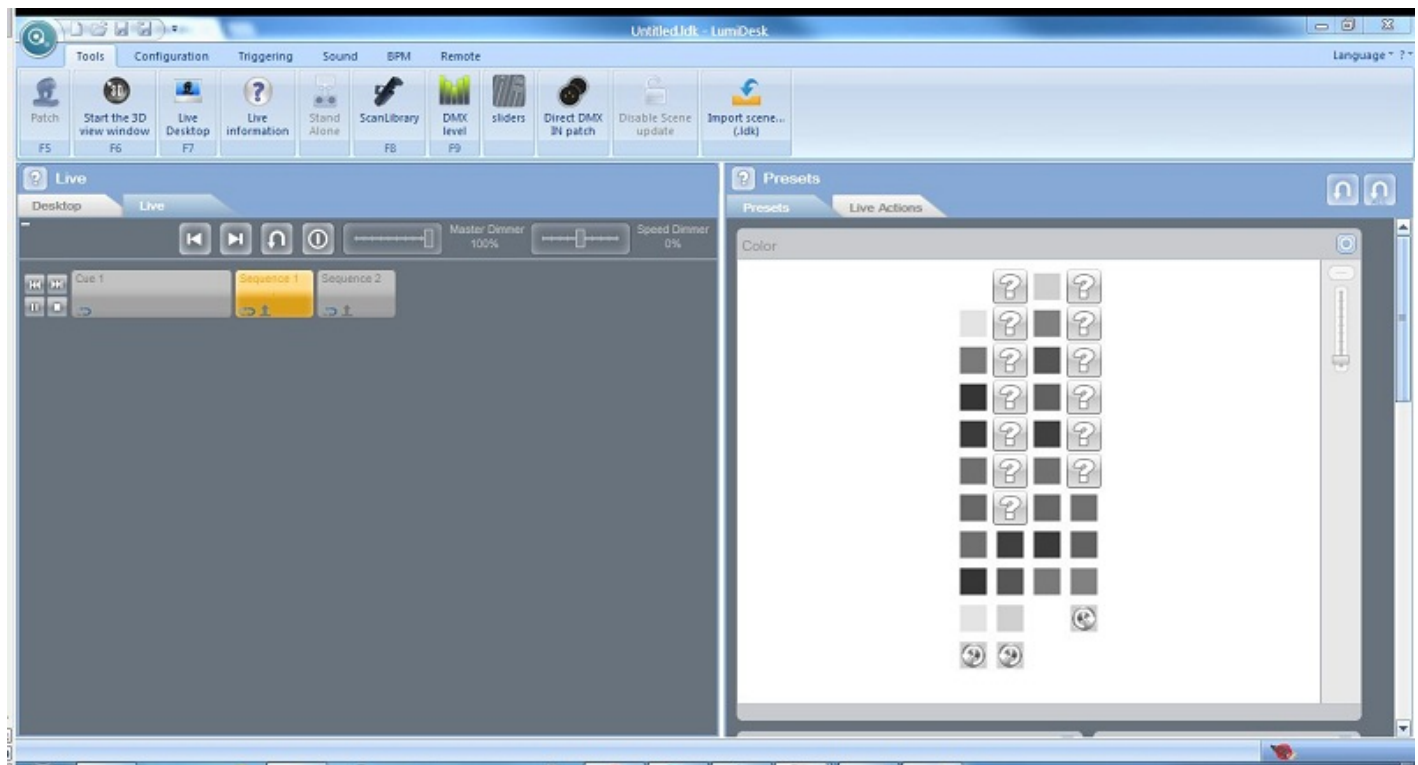 Untitled.ldk - LumiDesk
Tools Configuration Triggering Sound BPM Remote Language ?
Patch Start the 3D Live Live Stand ScanLibrary DMX sliders Direct DMX Disable Scene Import scene...
view window Desktop information Alone level IN patch update (.ldk)
F5 F6 F7 F8 F9
? Live
Desktop Live
Master Dimmer
100%
Speed Dimmer
0%
Cue 1 Sequence 1 Sequence 2
? Presets
Presets Live Actions
Color
? ?
? ?
? ?
? ?
? ?
? ?
?